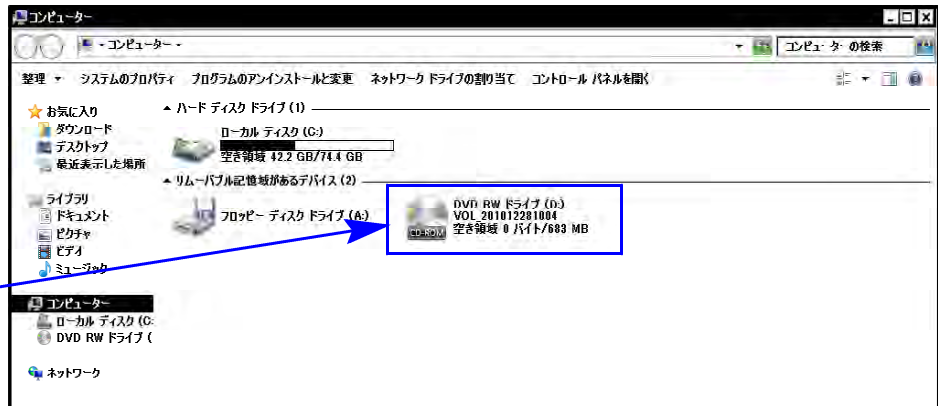 コンピューター
- コンピューター -
コンピューターの検索
整理 システムのプロパティ プログラムのアンインストールと変更 ネットワーク ドライブの割り当て コントロール パネルを開く
お気に入り
ダウンロード
デスクトップ
最近表示した場所
ライブラリ
ドキュメント
ピクチャ
ビデオ
ミュージック
コンピューター
ローカル ディスク (C:
DVD RW ドライブ (
ネットワーク
ハード ディスク ドライブ (1)
ローカル ディスク (C:)
空き領域 42.2 GB/74.4 GB
リムーバブル記憶域があるデバイス (2)
フロッピー ディスク ドライブ (A:)
DVD RW ドライブ (D:)
VOL_201012281004
空き領域 0 バイト/683 MB
CD-ROM